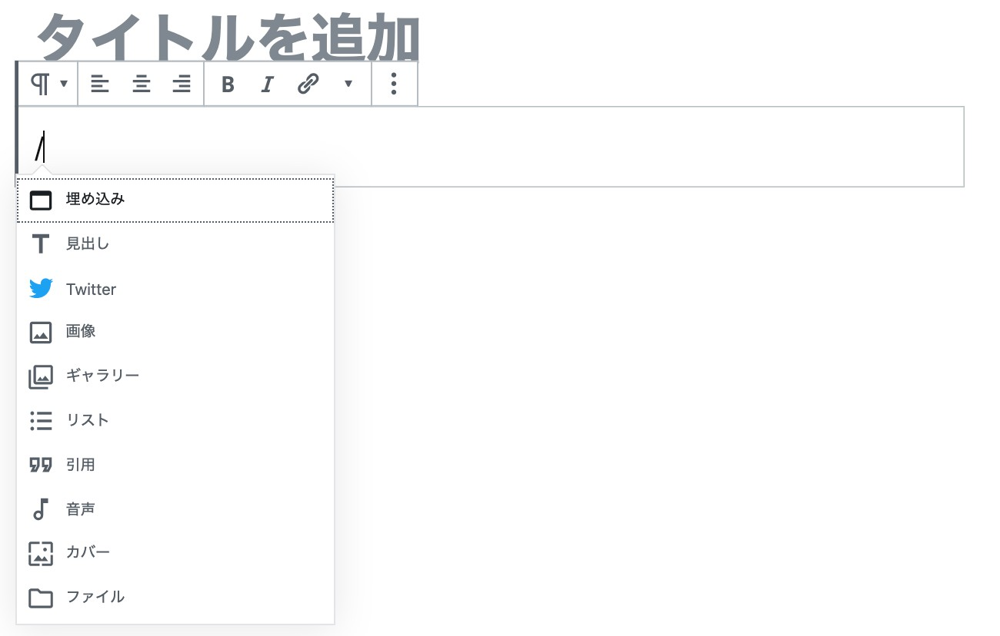 タイトルを追加
B I
/
埋め込み
見出し
Twitter
画像
ギャラリー
リスト
引用
音声
カバー
ファイル